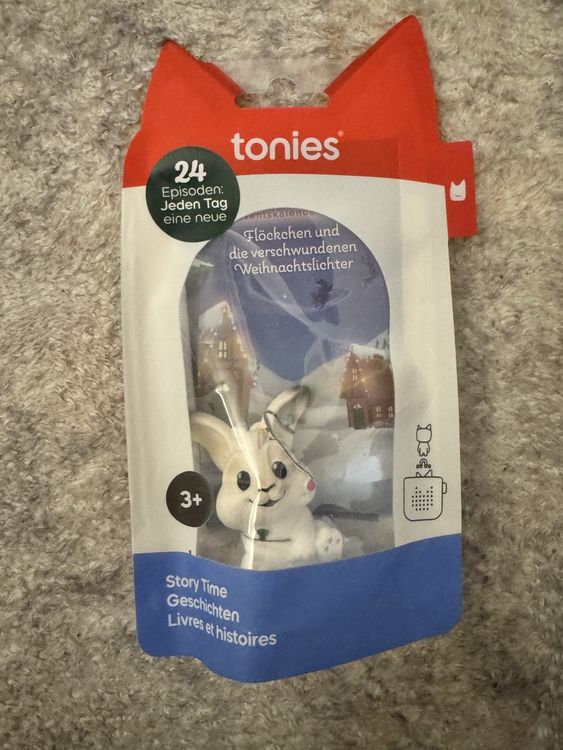 tonies®
24
Episoden:
Jeden Tag
eine neue
Flöckchen und
die verschwundenen
Weihnachtslichter
3+
Story Time
Geschichten
Livres et histoires